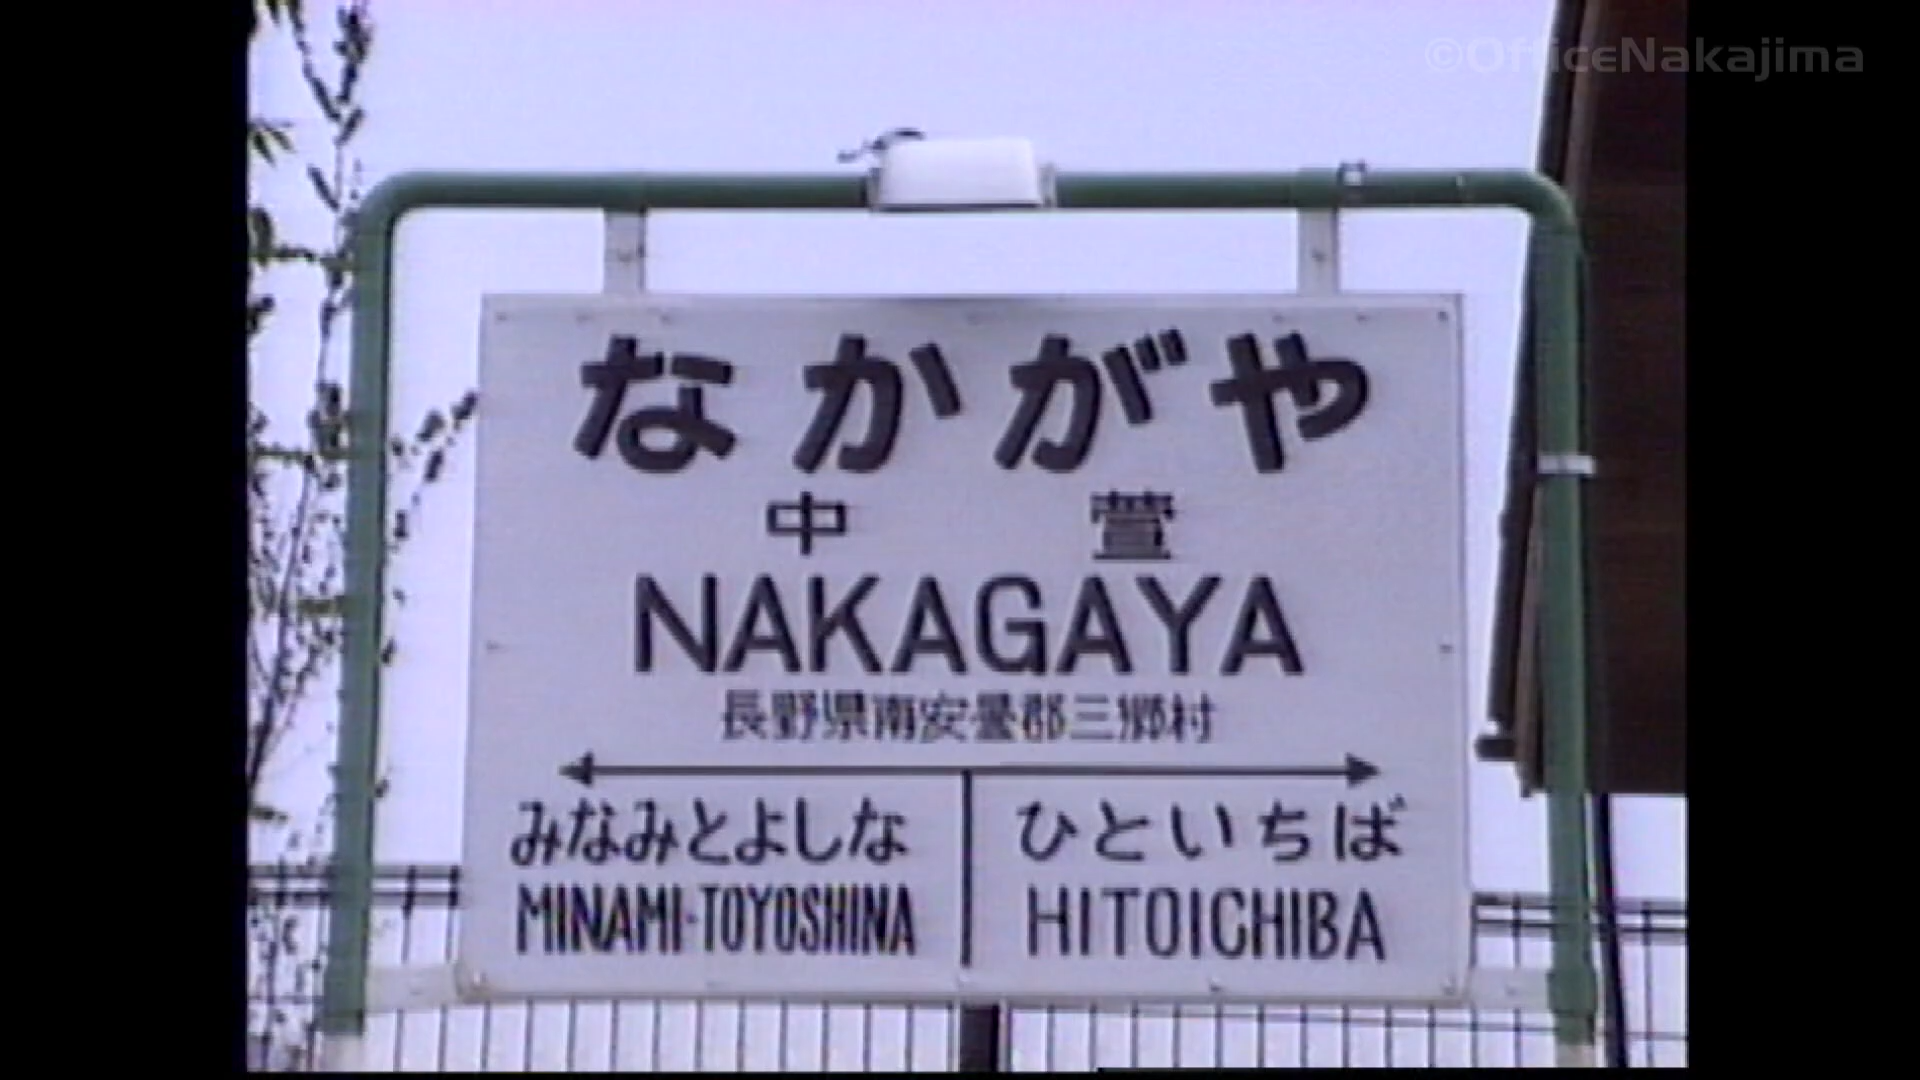 ©OfficeNakajima
なかがや
中萱
NAKAGAYA
長野県南安曇郡三郷村
みなみとよしな
MINAMI-TOYOSHINA
ひといちば
HITOICHIBA